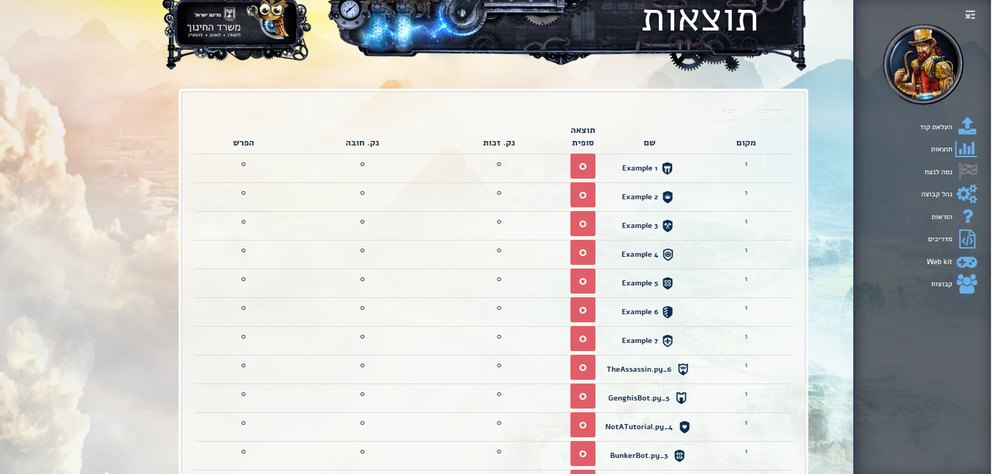 תוצאות
מדינת ישראל
משרד החינוך
מקום שם תוצאה סופית נק. זכות נק. חובה הפרש
1 Example 1 0 0 0 0
1 Example 2 0 0 0 0
1 Example 3 0 0 0 0
1 Example 4 0 0 0 0
1 Example 5 0 0 0 0
1 Example 6 0 0 0 0
1 Example 7 0 0 0 0
1 TheAssassin.py_6 0 0 0 0
1 GenghisBot.py_5 0 0 0 0
1 NotATutorial.py_4 0 0 0 0
1 BunkerBot.py_3 0 0 0 0
העלאת קוד
תוצאות
נסה לנצח
נהל קבוצה
הוראות
מדריכים
Web kit
קבוצות